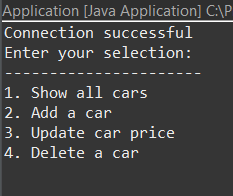 Application [Java Application] C:\P
Connection successful
Enter your selection:
----------------------
1. Show all cars
2. Add a car
3. Update car price
4. Delete a car